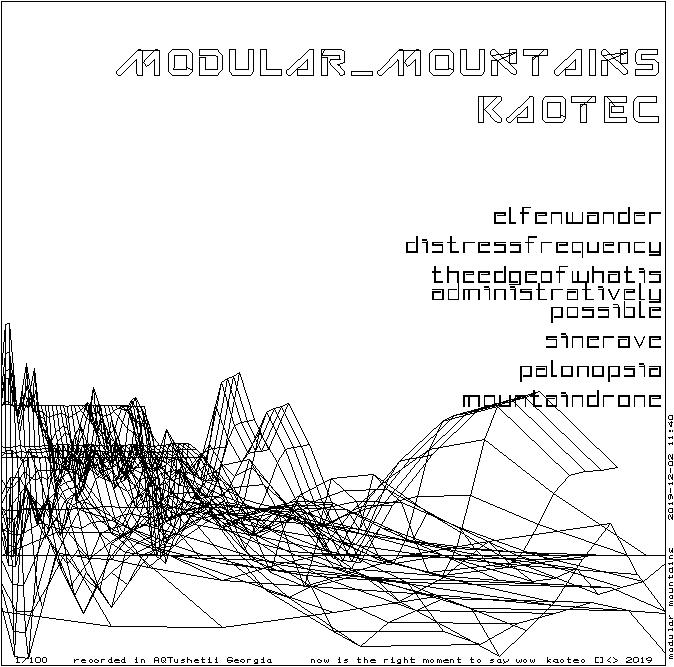 MODULAR_MOUNTAINS
KAOTEC
elfenwander
distressfrequency
theedgeofwhatis
administratively
possible
sinerave
palonopsia
mountaindrone
modular mountains 2019-12-02 11:40
1/100 recorded in AQTushetii Georgia now is the right moment to say wow kaotec []<> 2019